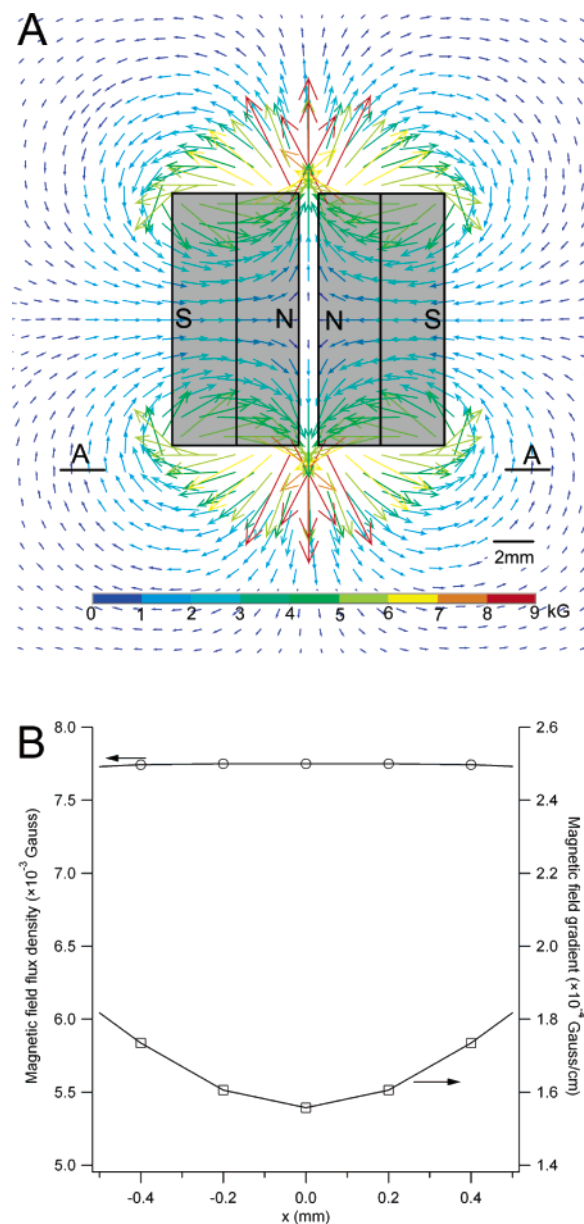 A
S N N S
A A
2mm
0 1 2 3 4 5 6 7 8 9 kG
B
8.0
7.5
7.0
6.5
6.0
5.5
5.0
Magnetic field flux density (×10⁻³ Gauss)
2.6
2.4
2.2
2.0
1.8
1.6
1.4
Magnetic field gradient (×10⁻⁴ Gauss/cm)
-0.4 -0.2 0.0 0.2 0.4
x (mm)